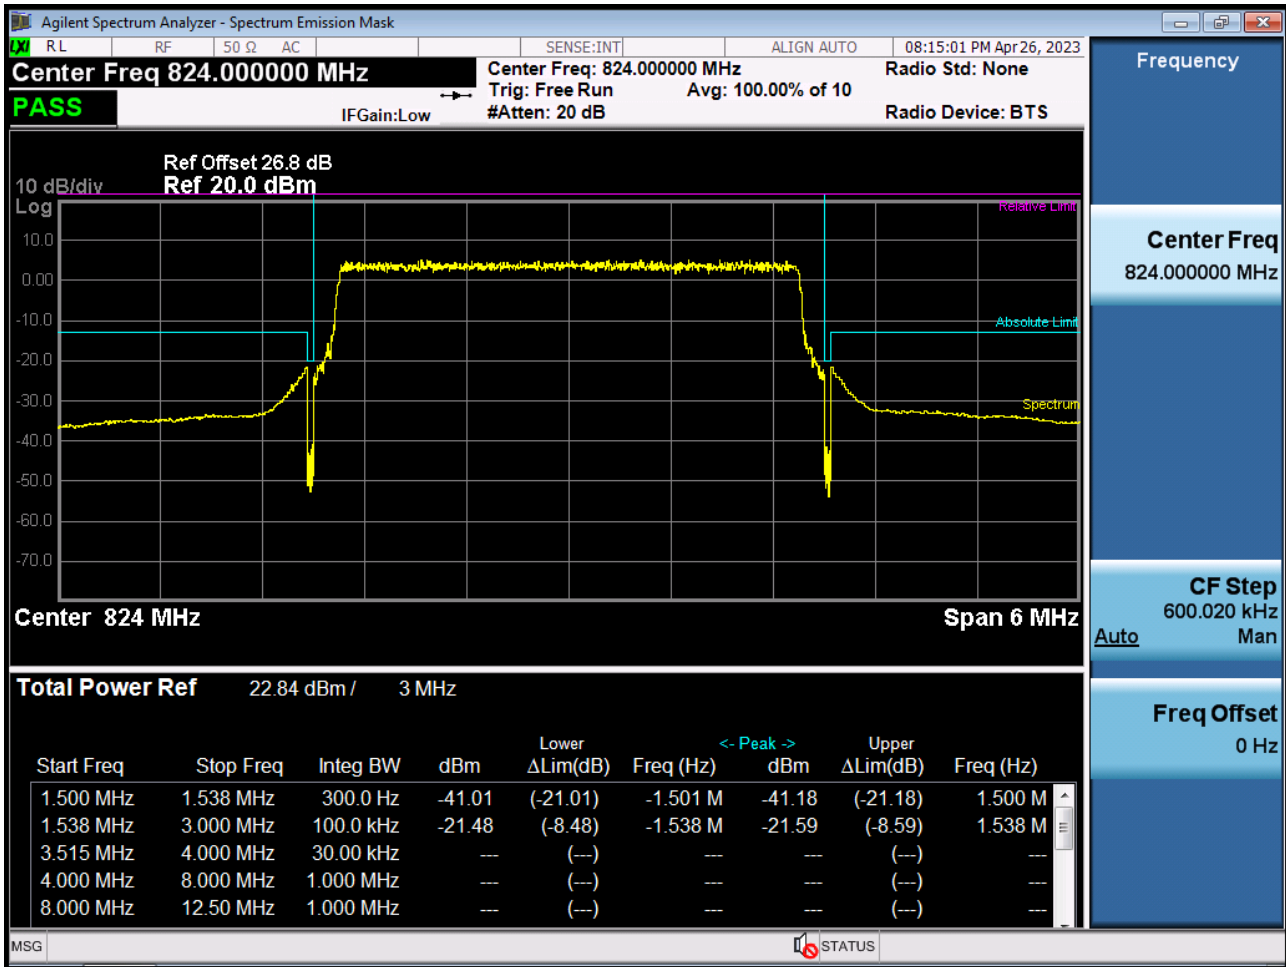 Agilent Spectrum Analyzer - Spectrum Emission Mask
LXI RL RF 50 Ω AC SENSE:INT ALIGN AUTO 08:15:01 PM Apr 26, 2023
Center Freq 824.000000 MHz Center Freq: 824.000000 MHz Radio Std: None
Trig: Free Run Avg: 100.00% of 10
PASS IFGain:Low #Atten: 20 dB Radio Device: BTS
Frequency
Ref Offset 26.8 dB
10 dB/div Ref 20.0 dBm
Log
Relative Limit
10.0
0.00
-10.0
Absolute Limit
-20.0
-30.0
Spectrum
-40.0
-50.0
-60.0
-70.0
Center 824 MHz Span 6 MHz
Center Freq
824.000000 MHz
CF Step
600.020 kHz
Auto Man
Freq Offset
0 Hz
Total Power Ref 22.84 dBm / 3 MHz
Lower <- Peak -> Upper
Start Freq Stop Freq Integ BW dBm ΔLim(dB) Freq (Hz) dBm ΔLim(dB) Freq (Hz)
1.500 MHz 1.538 MHz 300.0 Hz -41.01 (-21.01) -1.501 M -41.18 (-21.18) 1.500 M
1.538 MHz 3.000 MHz 100.0 kHz -21.48 (-8.48) -1.538 M -21.59 (-8.59) 1.538 M
3.515 MHz 4.000 MHz 30.00 kHz --- (---) --- --- (---) ---
4.000 MHz 8.000 MHz 1.000 MHz --- (---) --- --- (---) ---
8.000 MHz 12.50 MHz 1.000 MHz --- (---) --- --- (---) ---
MSG STATUS